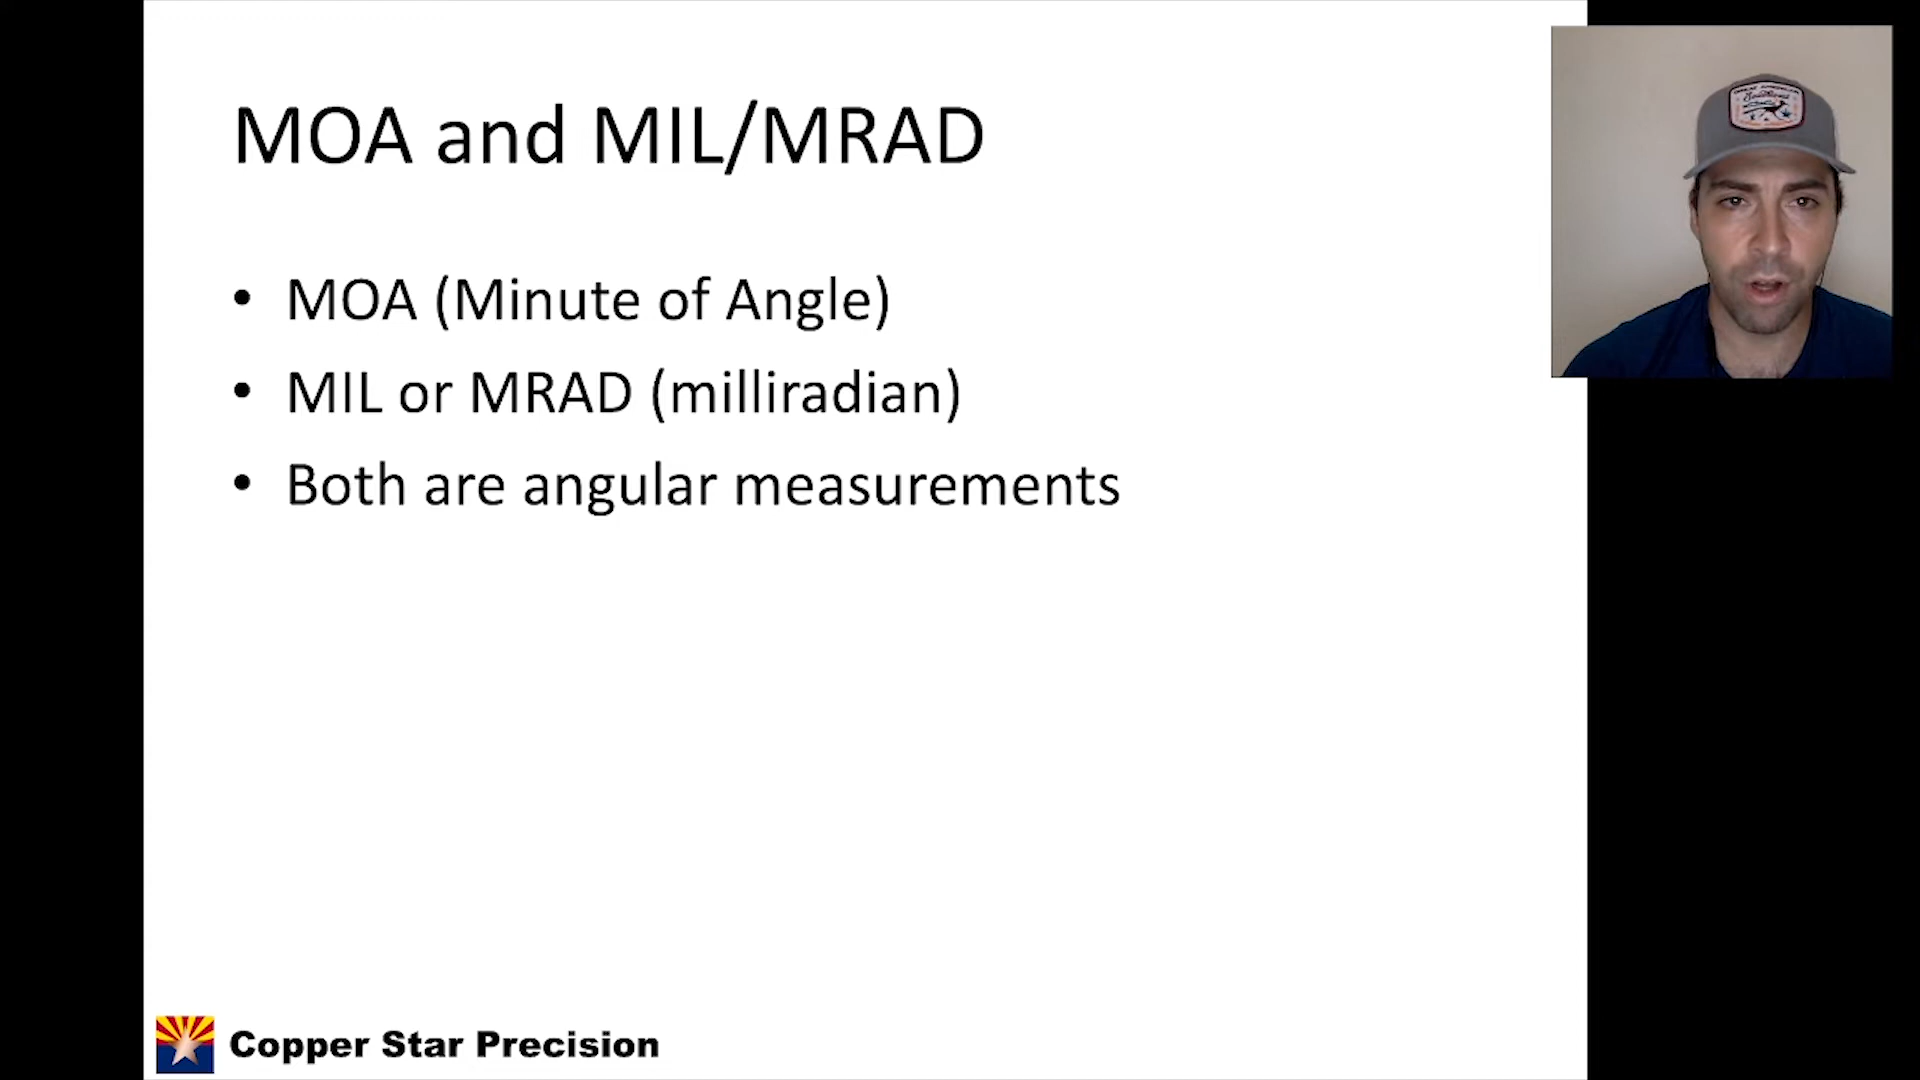 MOA and MIL/MRAD
• MOA (Minute of Angle)
• MIL or MRAD (milliradian)
• Both are angular measurements
Copper Star Precision